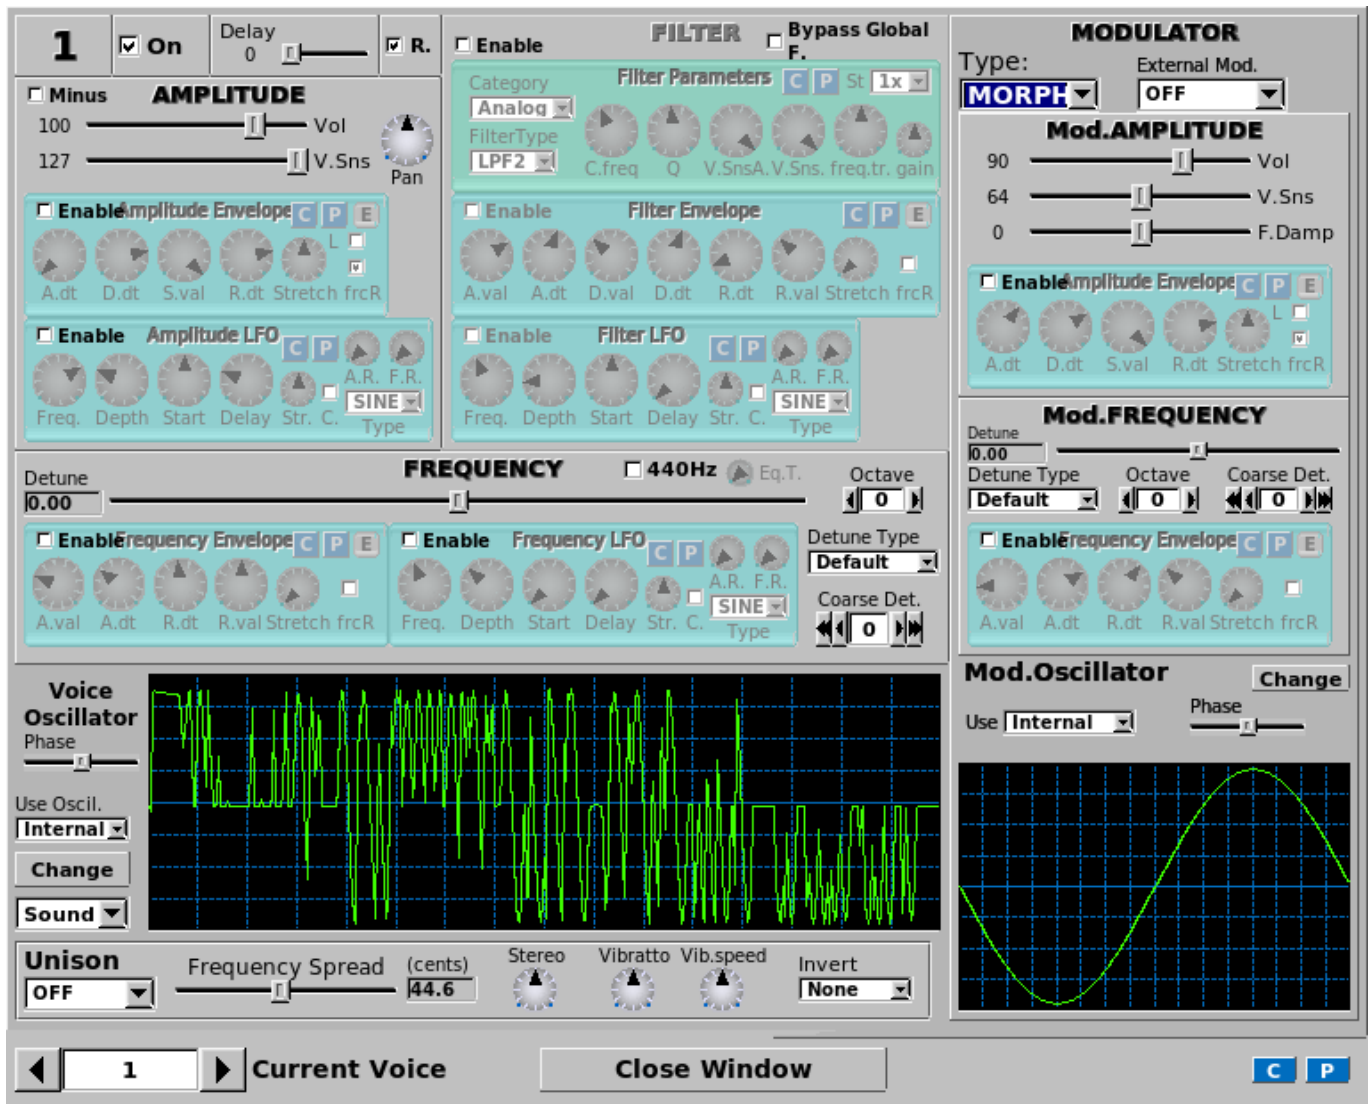 1
On
Delay
0
R.
Minus
AMPLITUDE
100
Vol
127
V.Sns
Pan
Enable
Amplitude Envelope
C P E
L
A.dt D.dt S.val R.dt Stretch frcR
Enable
Amplitude LFO
C P
A.R. F.R.
Freq. Depth Start Delay Str. C.
SINE
Type
Enable
FILTER
Bypass Global F.
Category
Analog
FilterType
LPF2
Filter Parameters
C P
St 1x
C.freq Q V.SnsA. V.Sns. freq.tr. gain
Enable
Filter Envelope
C P E
A.val A.dt D.val D.dt R.dt R.val Stretch frcR
Enable
Filter LFO
C P
A.R. F.R.
Freq. Depth Start Delay Str. C.
SINE
Type
FREQUENCY
440Hz
Eq.T.
Octave
0
Detune
0.00
Enable
Frequency Envelope
C P E
A.val A.dt R.dt R.val Stretch frcR
Enable
Frequency LFO
C P
A.R. F.R.
Freq. Depth Start Delay Str. C.
SINE
Type
Detune Type
Default
Coarse Det.
0
Voice
Oscillator
Phase
Use Oscil.
Internal
Change
Sound
Unison
OFF
Frequency Spread
(cents)
44.6
Stereo
Vibratto
Vib.speed
Invert
None
MODULATOR
Type:
MORPH
External Mod.
OFF
Mod.AMPLITUDE
90
Vol
64
V.Sns
0
F.Damp
Enable
Amplitude Envelope
C P E
L
A.dt D.dt S.val R.dt Stretch frcR
Mod.FREQUENCY
Detune
0.00
Detune Type
Default
Octave
0
Coarse Det.
0
Enable
Frequency Envelope
C P E
A.val A.dt R.dt R.val Stretch frcR
Mod.Oscillator
Change
Use Internal
Phase
1
Current Voice
Close Window
C P